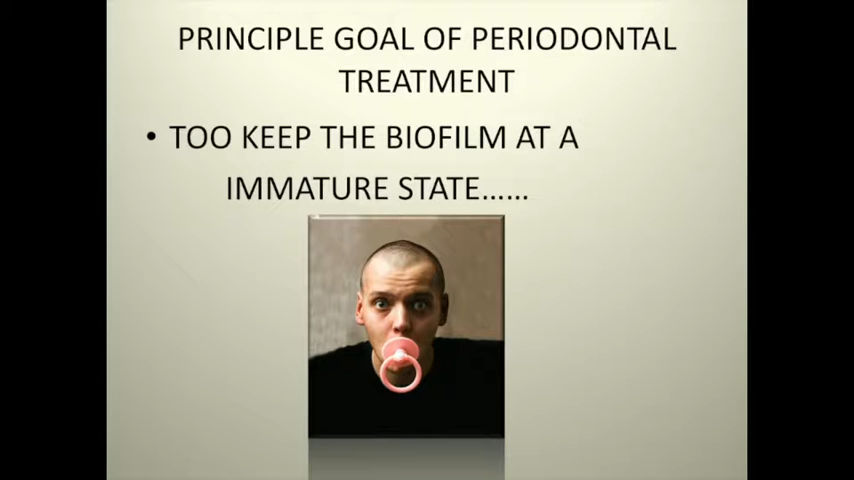 PRINCIPLE GOAL OF PERIODONTAL
TREATMENT
• TOO KEEP THE BIOFILM AT A
IMMATURE STATE......